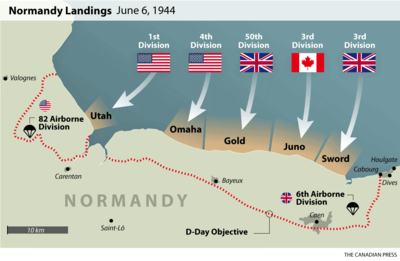 Normandy Landings June 6, 1944
1st
Division
4th
Division
50th
Division
3rd
Division
3rd
Division
Valognes
82 Airborne
Division
Utah
Omaha
Gold
Juno
Sword
Houlgate
Cabourg
Dives
Carentan
Bayeux
6th Airborne
Division
NORMANDY
Caen
Saint-Lô
D-Day Objective
10 km
THE CANADIAN PRESS